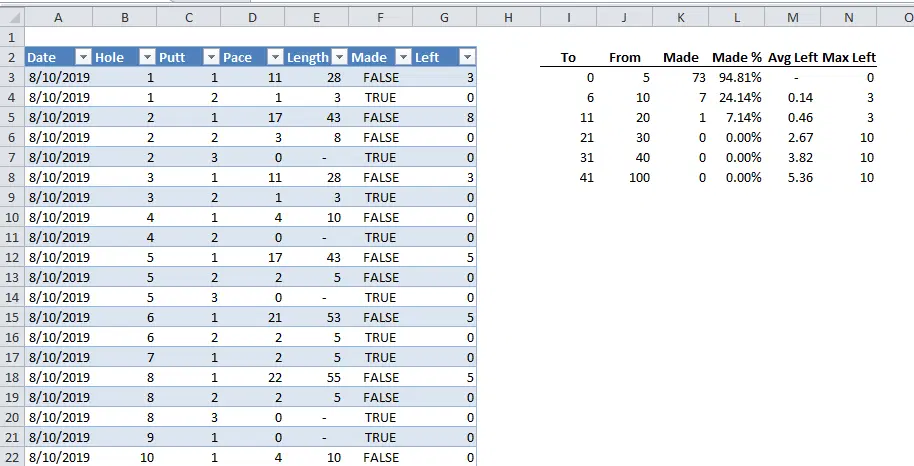 A B C D E F G H I J K L M N O
1
2 Date Hole Putt Pace Length Made Left To From Made Made % Avg Left Max Left
3 8/10/2019 1 1 11 28 FALSE 3 0 5 73 94.81% - 0
4 8/10/2019 1 2 1 3 TRUE 0 6 10 7 24.14% 0.14 3
5 8/10/2019 2 1 17 43 FALSE 8 11 20 1 7.14% 0.46 3
6 8/10/2019 2 2 3 8 FALSE 0 21 30 0 0.00% 2.67 10
7 8/10/2019 2 3 0 - TRUE 0 31 40 0 0.00% 3.82 10
8 8/10/2019 3 1 11 28 FALSE 3 41 100 0 0.00% 5.36 10
9 8/10/2019 3 2 1 3 TRUE 0
10 8/10/2019 4 1 4 10 FALSE 0
11 8/10/2019 4 2 0 - TRUE 0
12 8/10/2019 5 1 17 43 FALSE 5
13 8/10/2019 5 2 2 5 FALSE 0
14 8/10/2019 5 3 0 - TRUE 0
15 8/10/2019 6 1 21 53 FALSE 5
16 8/10/2019 6 2 2 5 TRUE 0
17 8/10/2019 7 1 2 5 TRUE 0
18 8/10/2019 8 1 22 55 FALSE 5
19 8/10/2019 8 2 2 5 FALSE 0
20 8/10/2019 8 3 0 - TRUE 0
21 8/10/2019 9 1 0 - TRUE 0
22 8/10/2019 10 1 4 10 FALSE 0